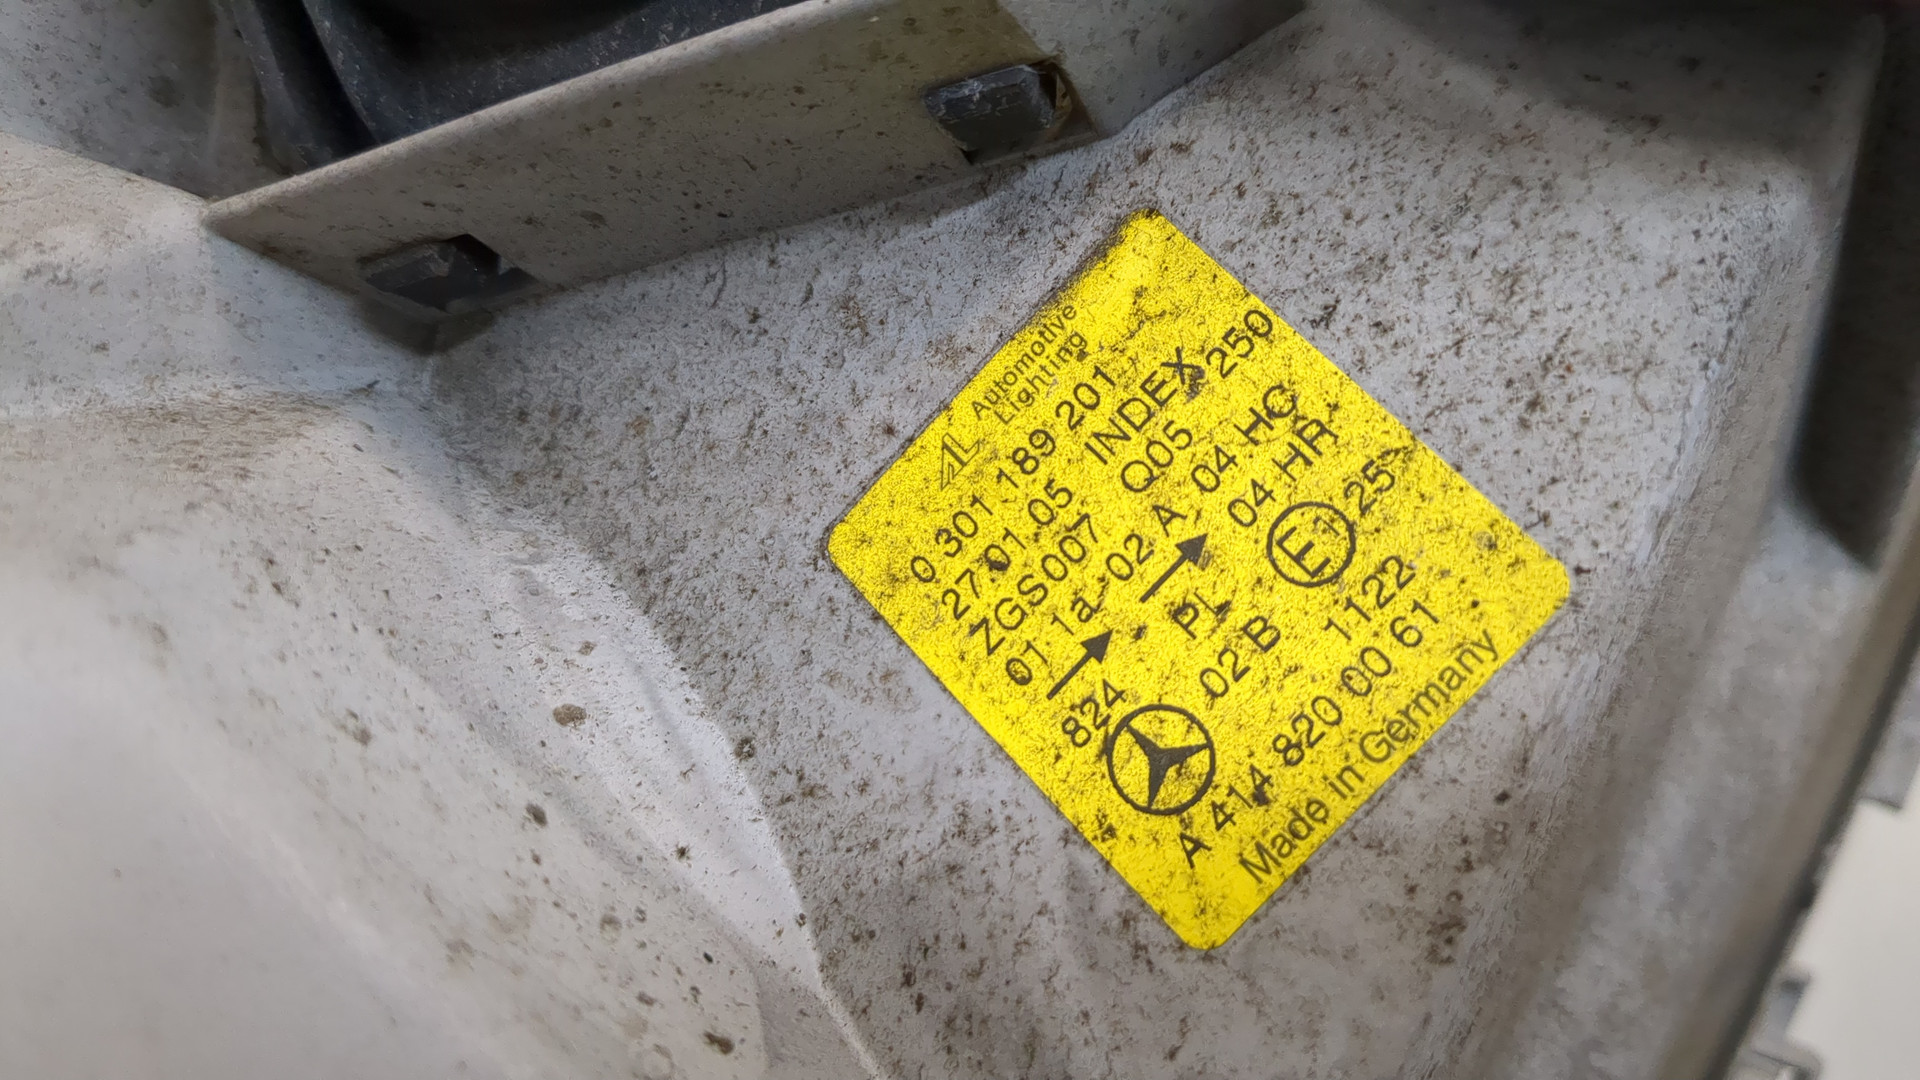 AL Automotive
Lighting
0 301 189 201
27.01.05 INDEX 250
ZGS007 Q05
01 1a 02 A 04 HC
→ → 04 HR
824 PL E1 25
02 B
1122
A 414 820 00 61
Made in Germany